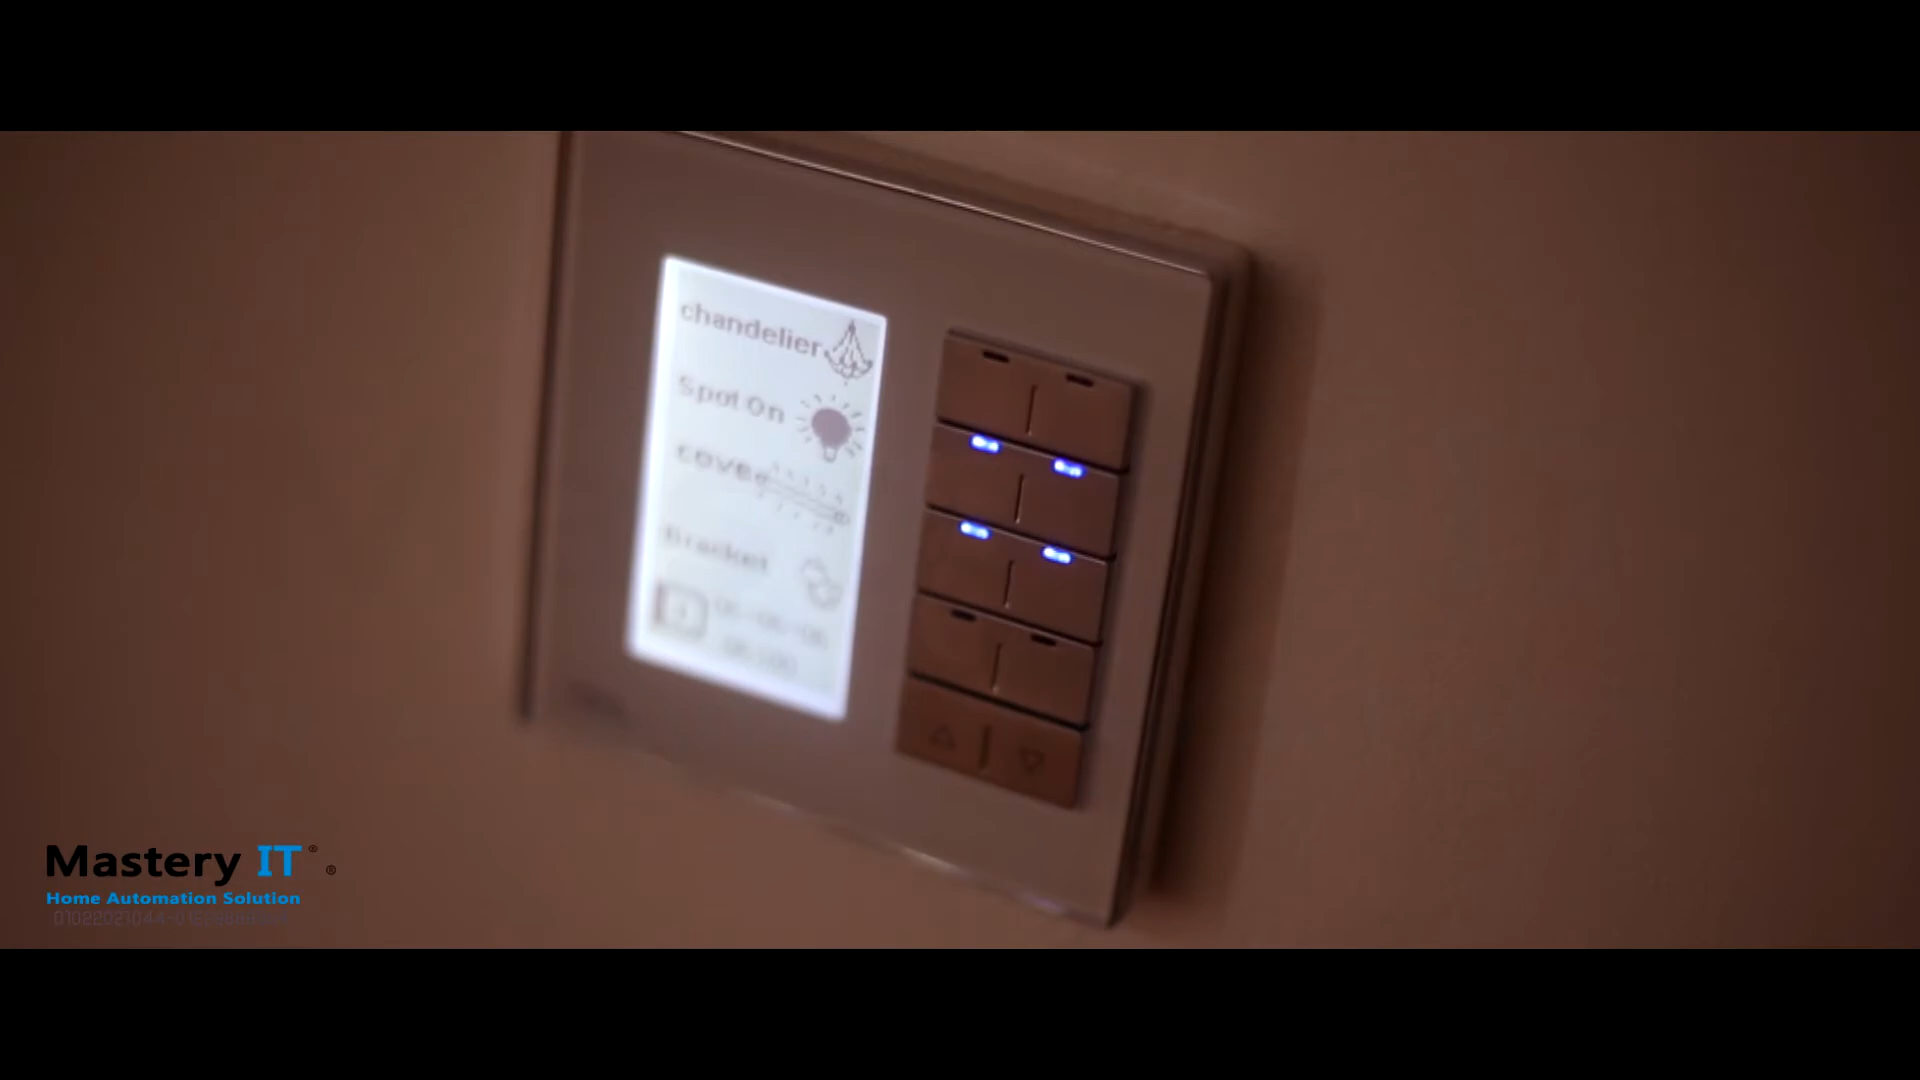 chandelier
Spot On
cove
bracket
Mastery IT®
®
Home Automation Solution